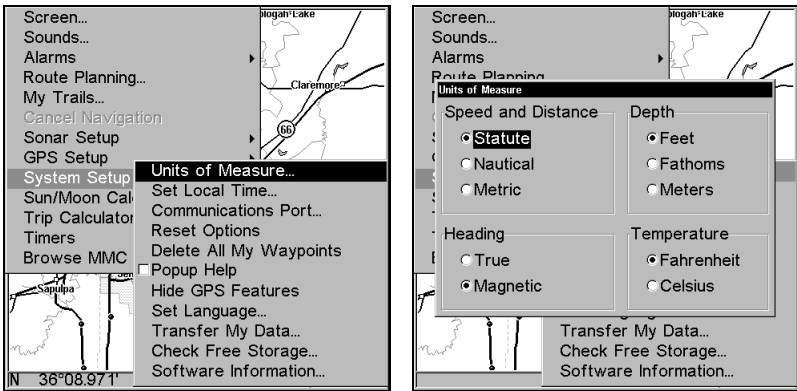 Screen...
Sounds...
Alarms
Route Planning...
My Trails...
Cancel Navigation
Sonar Setup
GPS Setup
System Setup
Sun/Moon Cal
Trip Calculator
Timers
Browse MMC
Units of Measure...
Set Local Time...
Communications Port...
Reset Options
Delete All My Waypoints
Popup Help
Hide GPS Features
Set Language...
Transfer My Data...
Check Free Storage...
Software Information...
Lake
Claremore
66
Sapulpa
N 36°08.971'
Screen...
Sounds...
Alarms
Route Planning
Lake
Units of Measure
Speed and Distance
Statute
Nautical
Metric
Depth
Feet
Fathoms
Meters
Heading
True
Magnetic
Temperature
Fahrenheit
Celsius
Transfer My Data...
Check Free Storage...
Software Information...